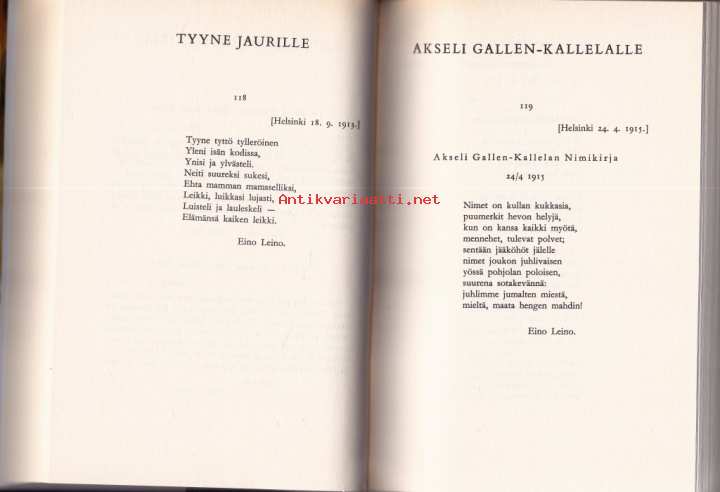 TYYNE JAURILLE
118
[Helsinki 18. 9. 1913.]
Tyyne tyttö tylleröinen
Yleni isän kodissa,
Ynisi ja ylvästeli.
Neiti suureksi sukesi,
Ehta mamman mamselliksi,
Leikki, luikkasi lujasti,
Luisteli ja lauleskeli —
Elämänsä kaiken leikki.
Eino Leino.
AKSELI GALLEN-KALLELALLE
119
[Helsinki 24. 4. 1915.]
Akseli Gallen-Kallelan Nimikirja
24/4 1915
Nimet on kullan kukkasia,
puumerkit hevon helyjä,
kun on kansa kaikki myötä,
mennehet, tulevat polvet;
sentään jääköhöt jälelle
nimet joukon juhlivaisen
yössä pohjolan poloisen,
suurena sotakevännä:
juhlimme jumalten miestä,
mieltä, maata hengen mahdin!
Eino Leino.
Antikvariaatti.net